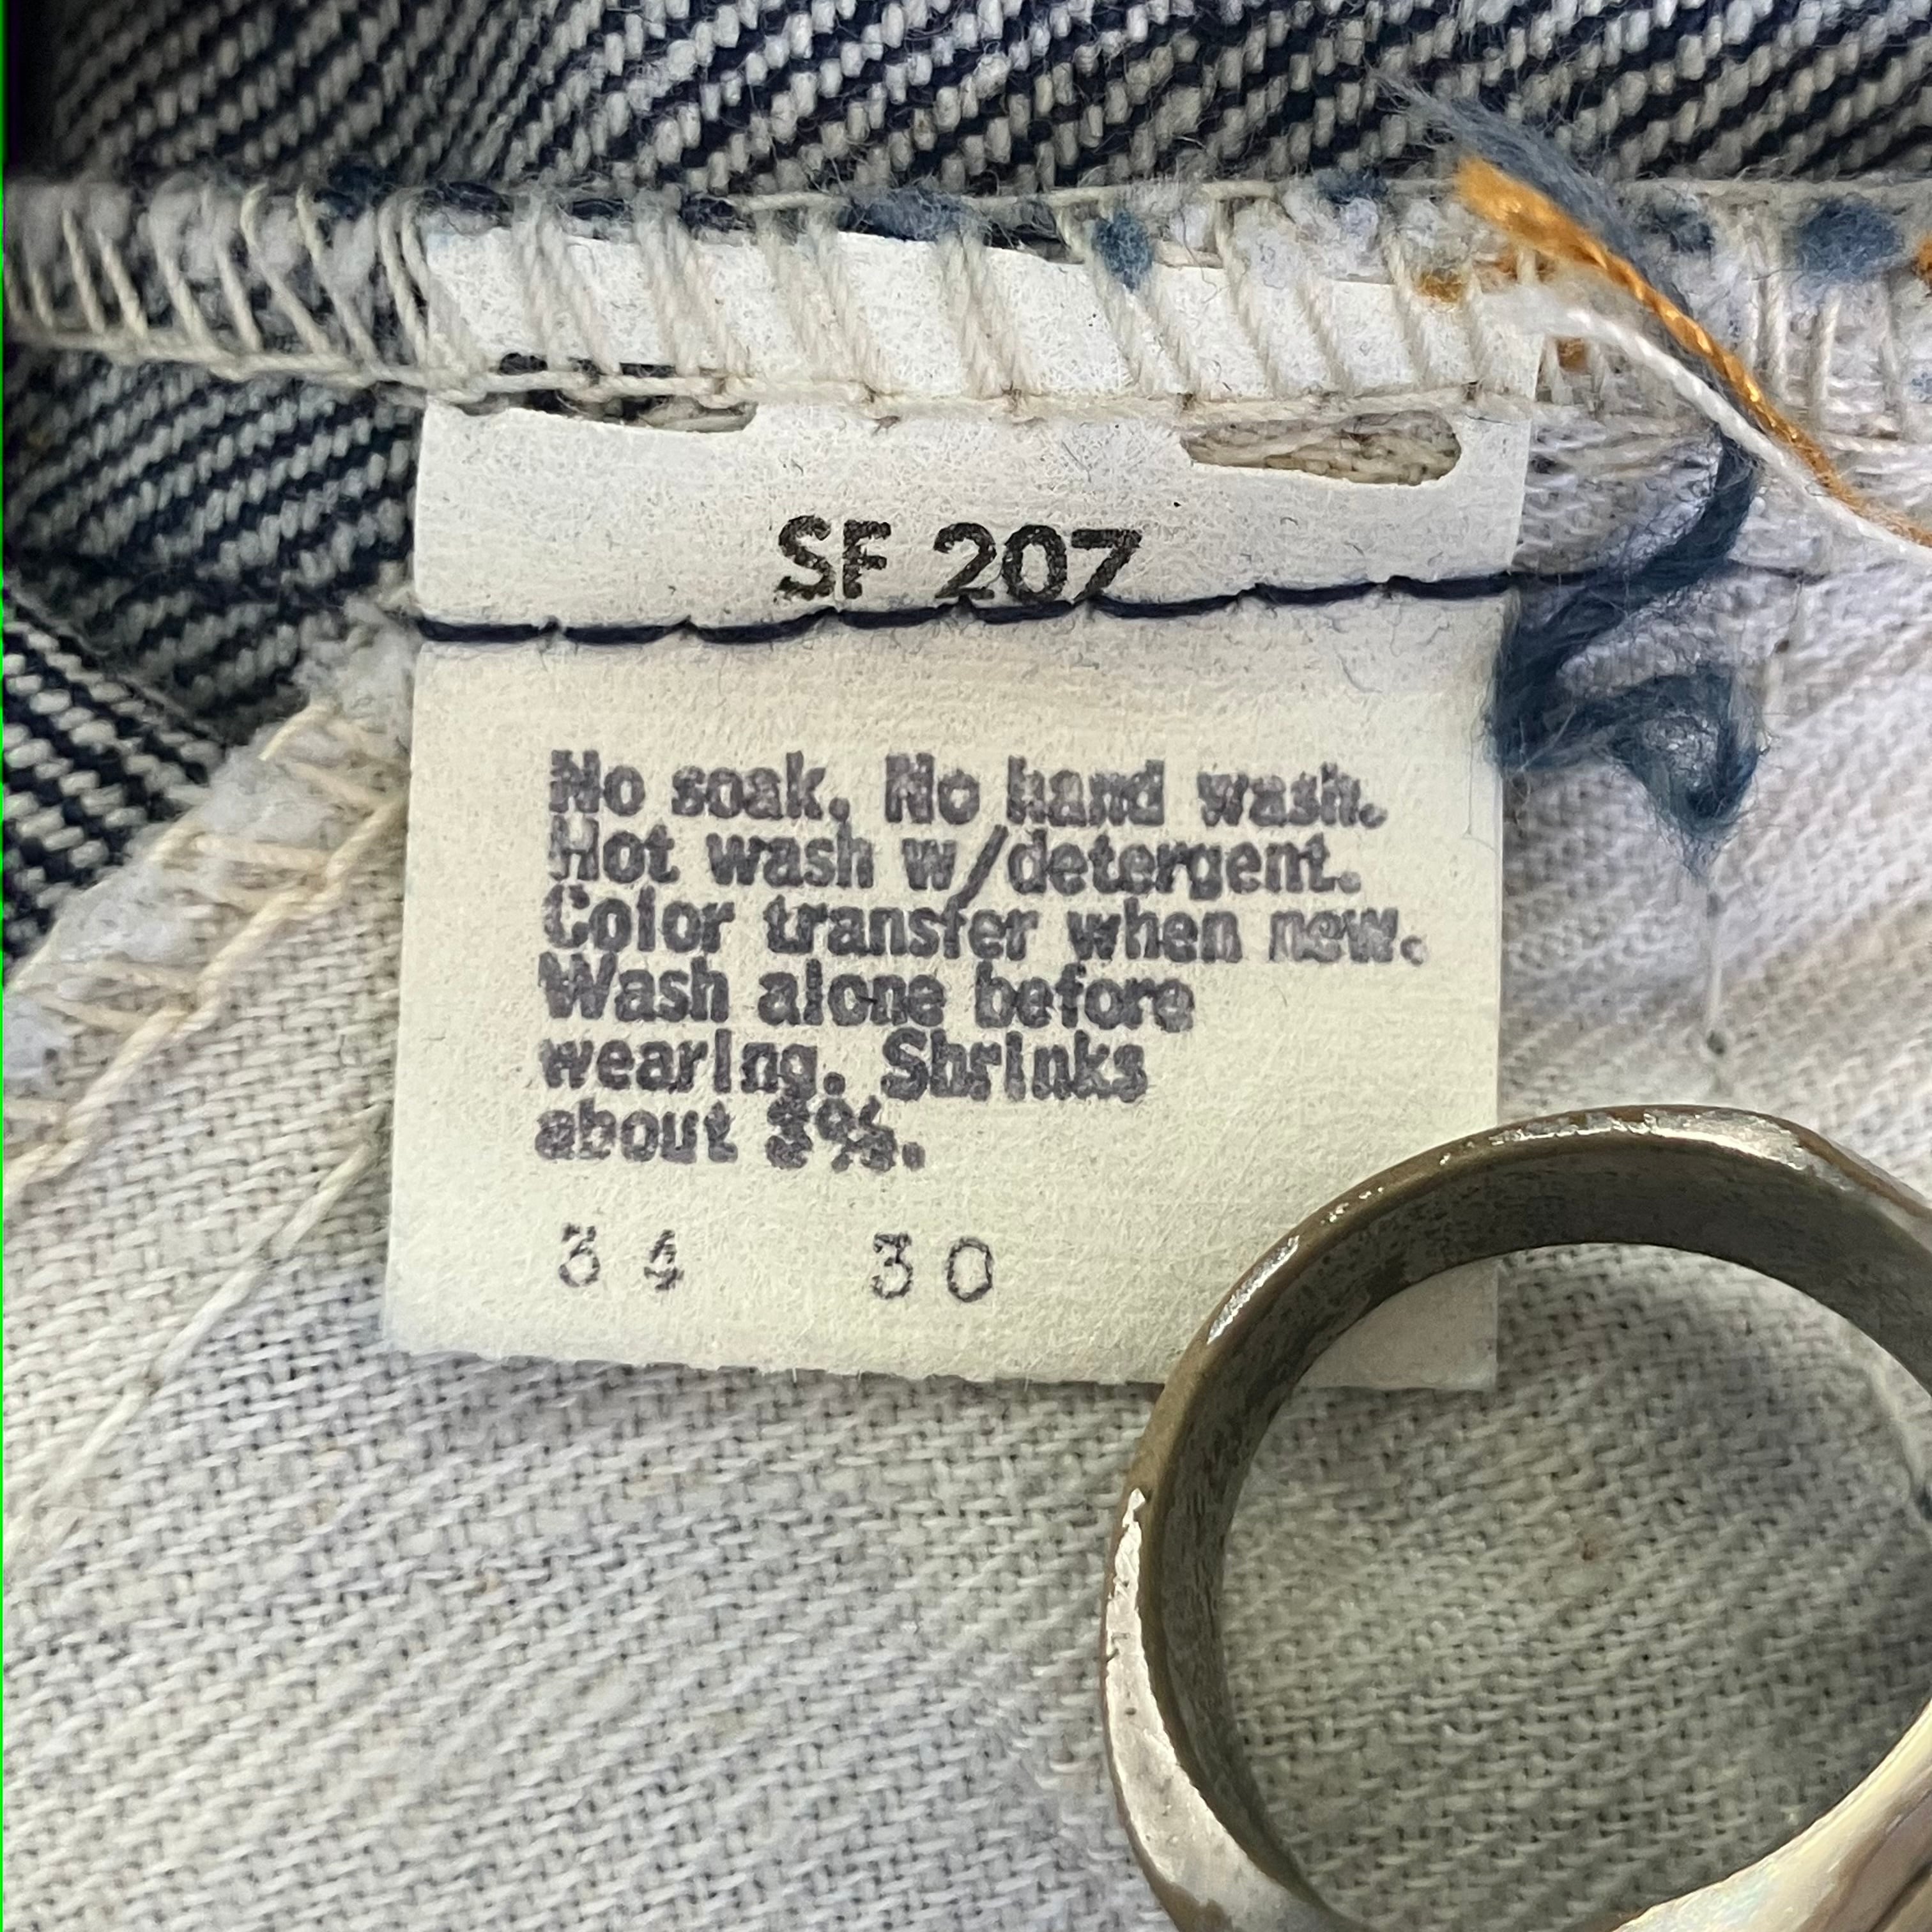 SF 207
No soak. No hand wash.
Hot wash w/detergent.
Color transfer when new.
Wash alone before
wearing. Shrinks
about 8%.
34 30